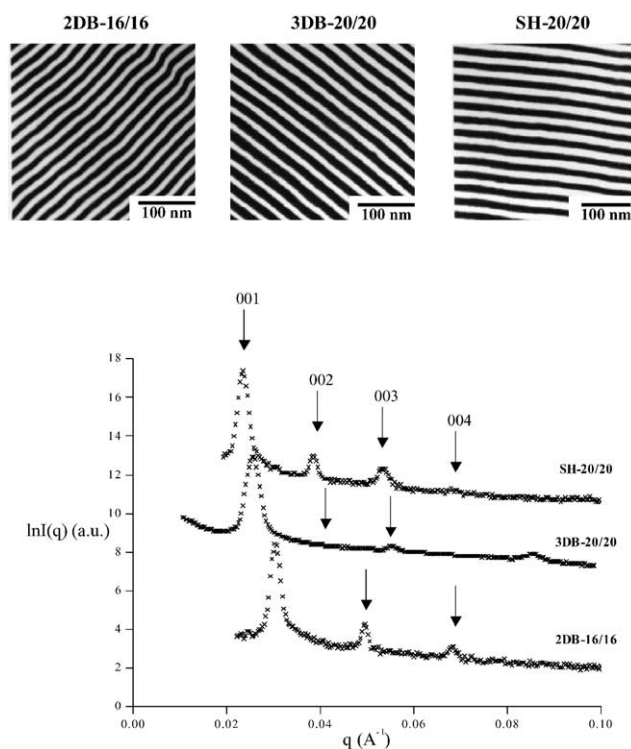 2DB-16/16 3DB-20/20 SH-20/20
100 nm 100 nm 100 nm
001
002
003
004
18
16
14
12
10
8
6
4
2
0
lnI(q) (a.u.)
SH-20/20
3DB-20/20
2DB-16/16
0.00 0.02 0.04 0.06 0.08 0.10
q (A⁻¹)